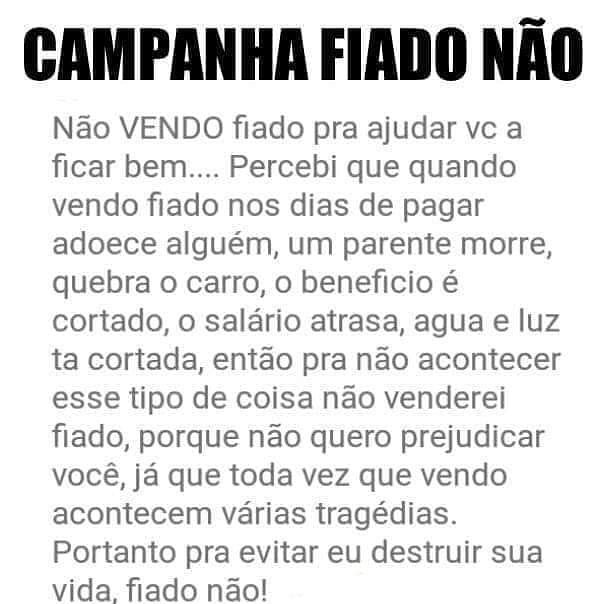 CAMPANHA FIADO NÃO
Não VENDO fiado pra ajudar vc a
ficar bem.... Percebi que quando
vendo fiado nos dias de pagar
adoece alguém, um parente morre,
quebra o carro, o beneficio é
cortado, o salário atrasa, agua e luz
ta cortada, então pra não acontecer
esse tipo de coisa não venderei
fiado, porque não quero prejudicar
você, já que toda vez que vendo
acontecem várias tragédias.
Portanto pra evitar eu destruir sua
vida, fiado não!